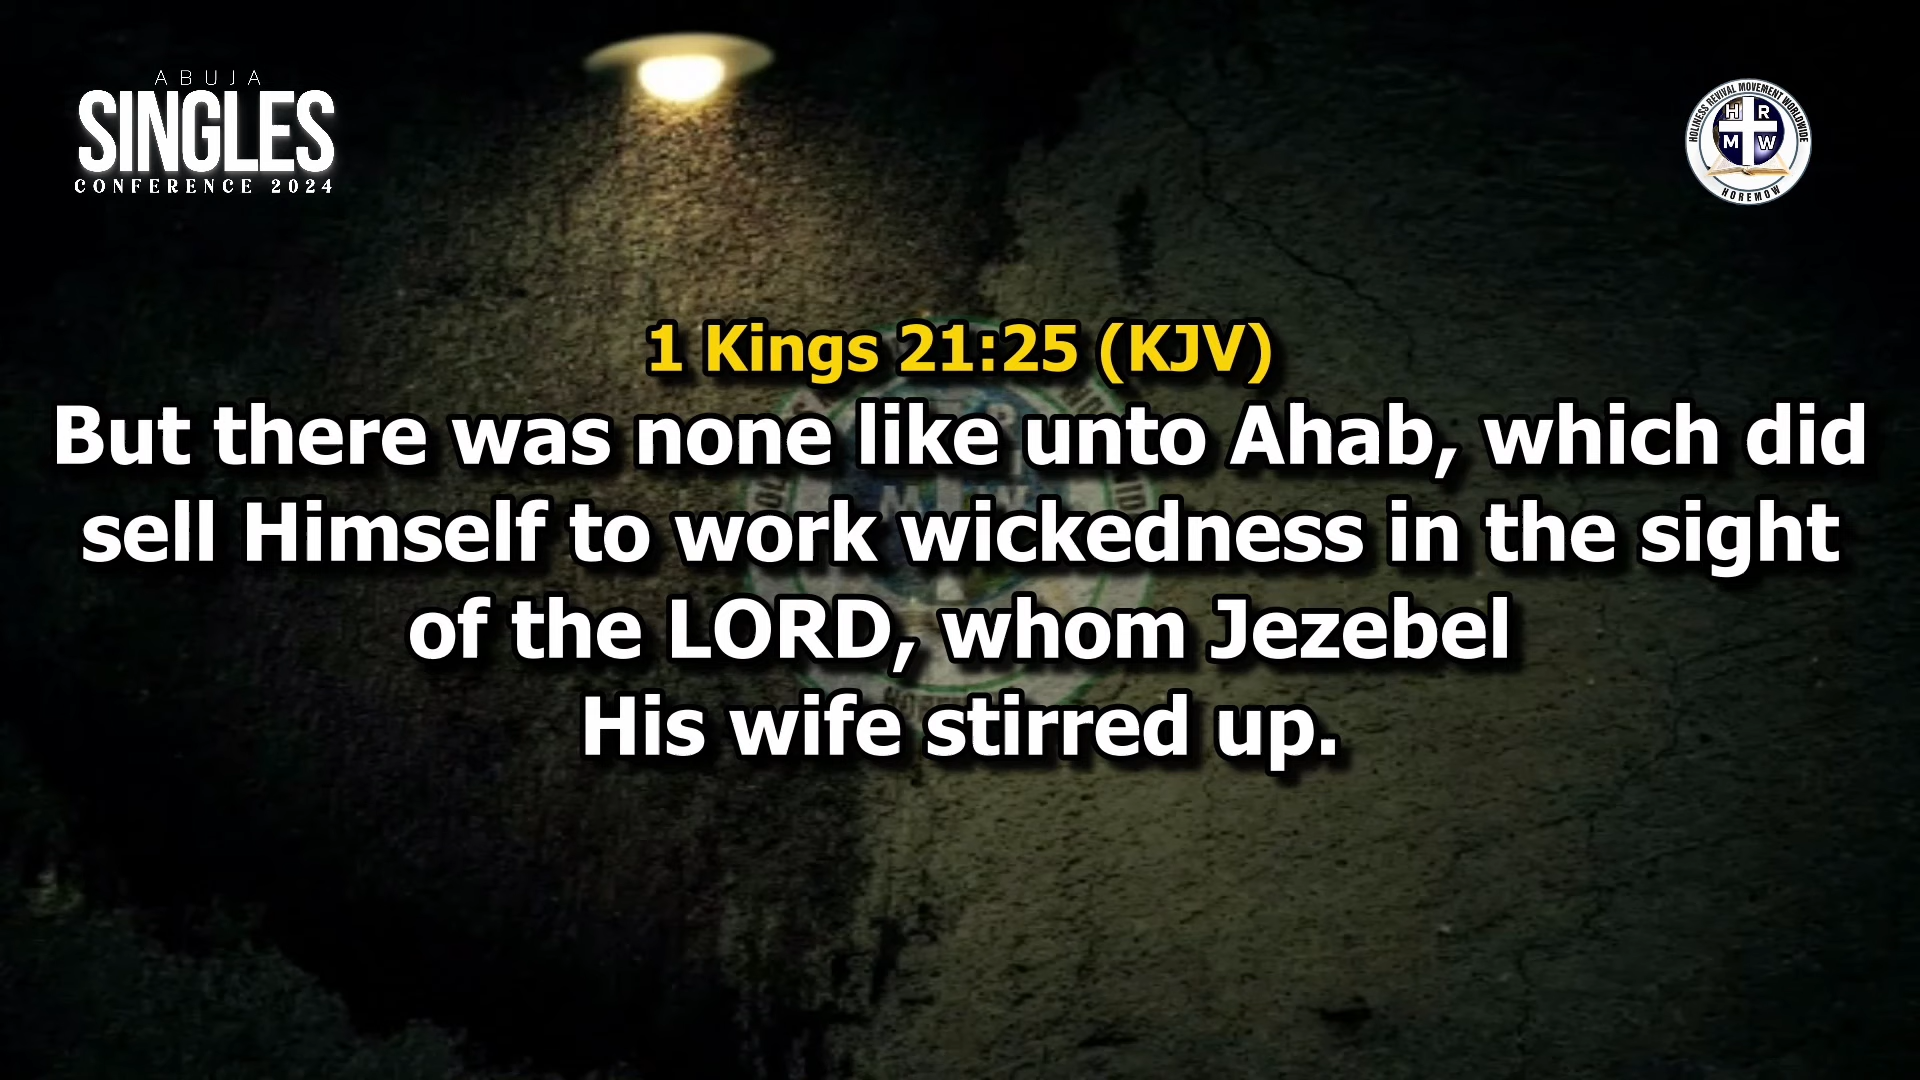 ABUJA
SINGLES
CONFERENCE 2024
HOLINESS REVIVAL MOVEMENT WORLDWIDE
H R
M W
HOREMOW
1 Kings 21:25 (KJV)
But there was none like unto Ahab, which did
sell Himself to work wickedness in the sight
of the LORD, whom Jezebel
His wife stirred up.